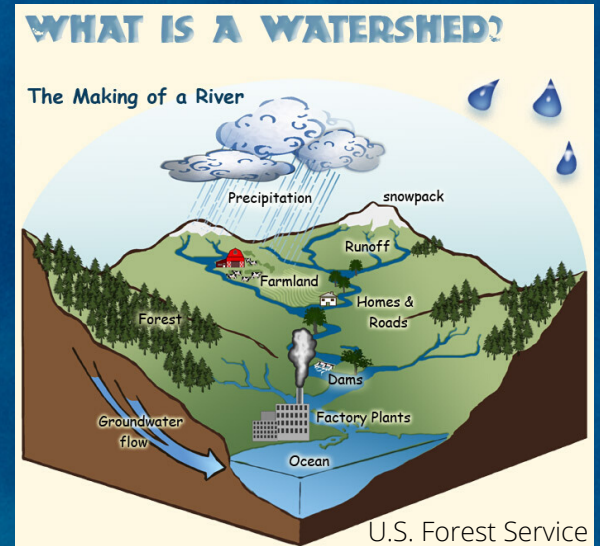 WHAT IS A WATERSHED?
The Making of a River
Precipitation
snowpack
Runoff
Farmland
Homes &
Roads
Forest
Dams
Groundwater
flow
Factory Plants
Ocean
U.S. Forest Service